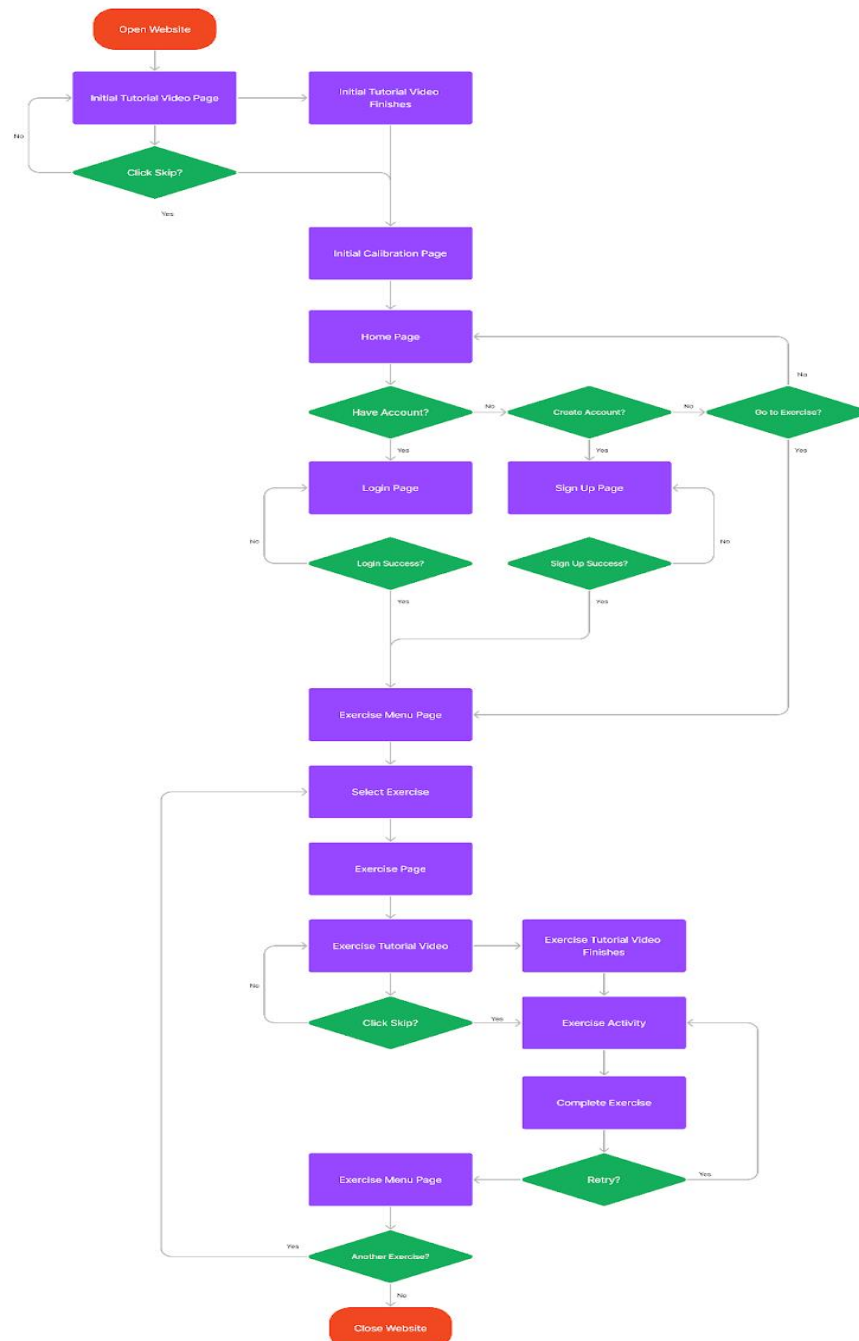 Open Website
Initial Tutorial Video Page
Initial Tutorial Video
Finishes
No
Click Skip?
Yes
Initial Calibration Page
Home Page
No
Have Account?
No
Create Account?
No
Go to Exercise?
Yes
Yes
Yes
Login Page
Sign Up Page
No
Login Success?
Sign Up Success?
No
Yes
Yes
Exercise Menu Page
Select Exercise
Exercise Page
Exercise Tutorial Video
Exercise Tutorial Video
Finishes
No
Click Skip?
Yes
Exercise Activity
Complete Exercise
Exercise Menu Page
Retry?
Yes
Yes
Another Exercise?
No
Close Website